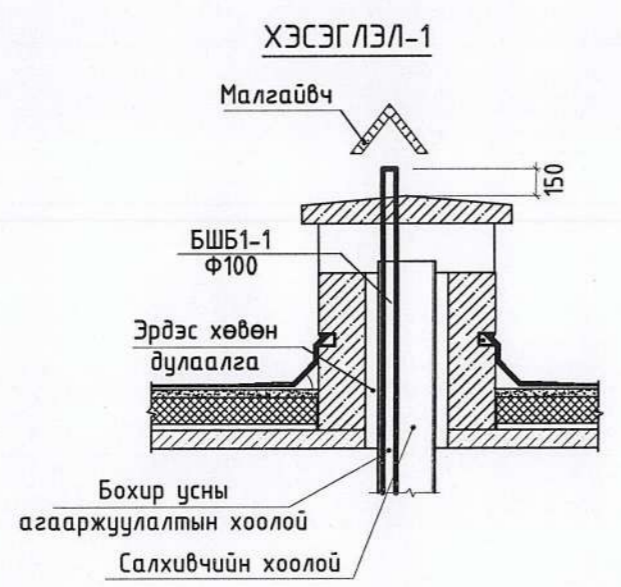 ХЭСЭГЛЭЛ-1
Малгайвч
150
БШБ1-1
Ф100
Эрдэс хөвөн
дулаалга
Бохир усны
агааржуулалтын хоолой
Салхивчийн хоолой